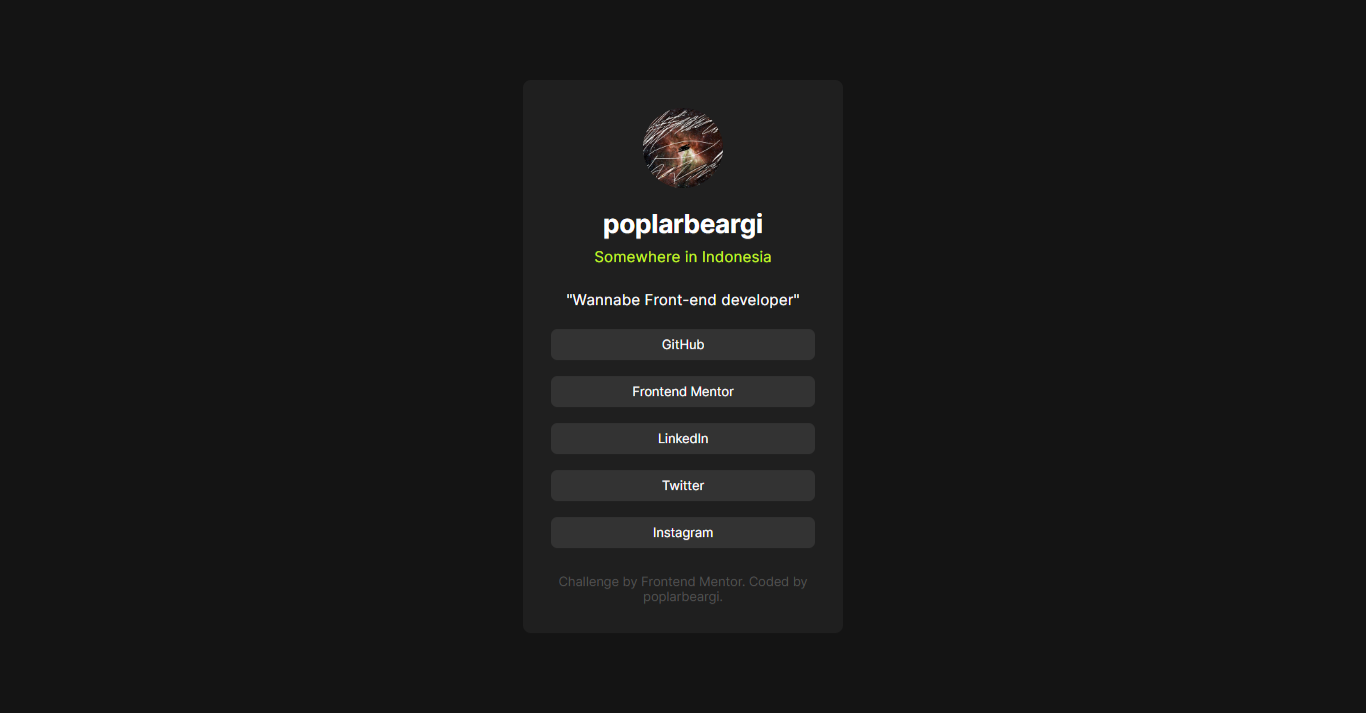 poplarbeargi
Somewhere in Indonesia
"Wannabe Front-end developer"
GitHub
Frontend Mentor
LinkedIn
Twitter
Instagram
Challenge by Frontend Mentor. Coded by
poplarbeargi.